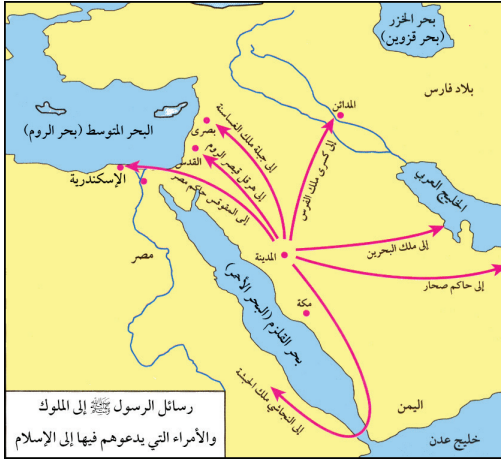 بحر الخزر
(بحر قزوين)
بلاد فارس
المدائن
البحر المتوسط (بحر الروم)
بصرى
القدس
الإسكندرية
إلى جبلة ملك الغساسنة
إلى هرقل قيصر الروم
إلى المقوقس حاكم مصر
إلى كسرى ملك الفرس
الخليج العربي
مصر
المدينة
إلى ملك البحرين
إلى حاكم صحار
مكة
بحر القلزم (البحر الأحمر)
إلى النجاشي ملك الحبشة
اليمن
خليج عدن
رسائل الرسول ﷺ إلى الملوك
والأمراء التي يدعوهم فيها إلى الإسلام